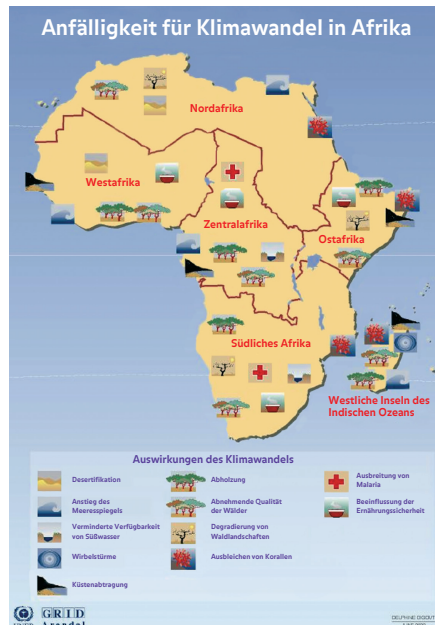 Anfälligkeit für Klimawandel in Afrika
Nordafrika
Westafrika
Zentralafrika
Ostafrika
Südliches Afrika
Westliche Inseln des
Indischen Ozeans
Auswirkungen des Klimawandels
Desertifikation
Anstieg des
Meeresspiegels
Verminderte Verfügbarkeit
von Süßwasser
Wirbelstürme
Küstenabtragung
Abholzung
Abnehmende Qualität
der Wälder
Degradierung von
Waldlandschaften
Ausbleichen von Korallen
Ausbreitung von
Malaria
Beeinflussung der
Ernährungssicherheit
UNEP
GRID
Arendal